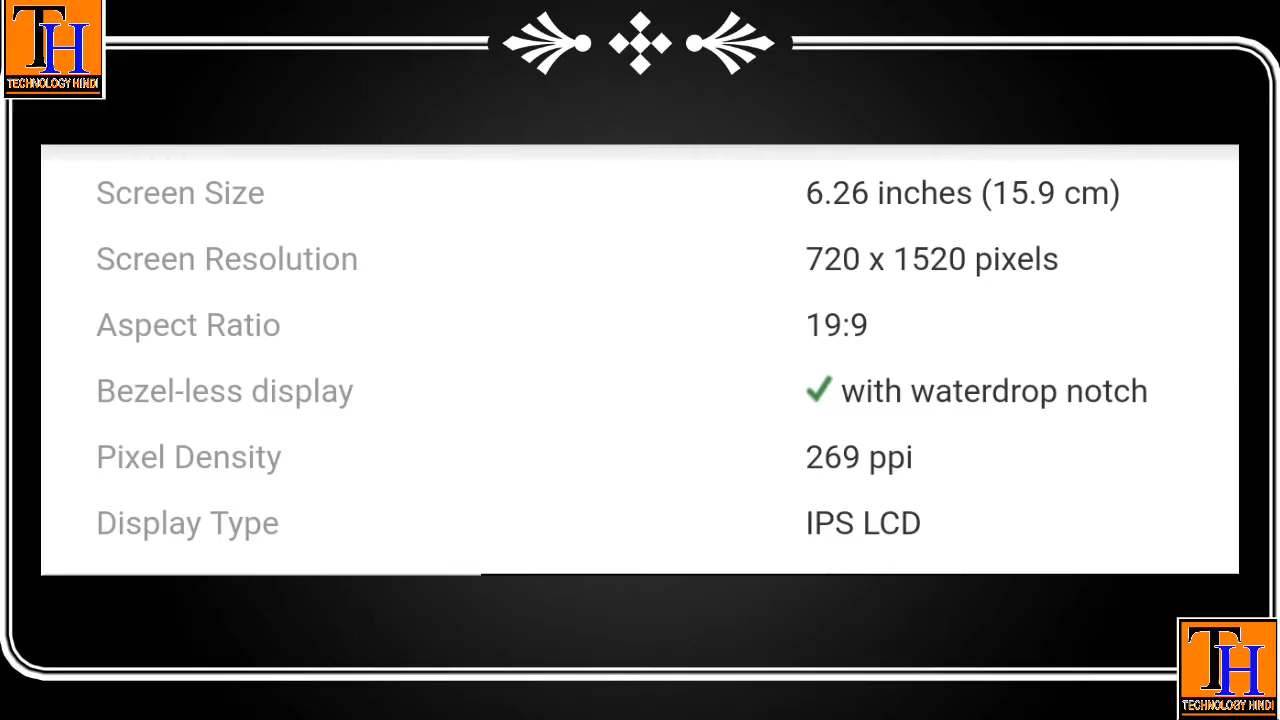 TH
TECHNOLOGY HINDI
Screen Size 6.26 inches (15.9 cm)
Screen Resolution 720 x 1520 pixels
Aspect Ratio 19:9
Bezel-less display ✔ with waterdrop notch
Pixel Density 269 ppi
Display Type IPS LCD
TH
TECHNOLOGY HINDI